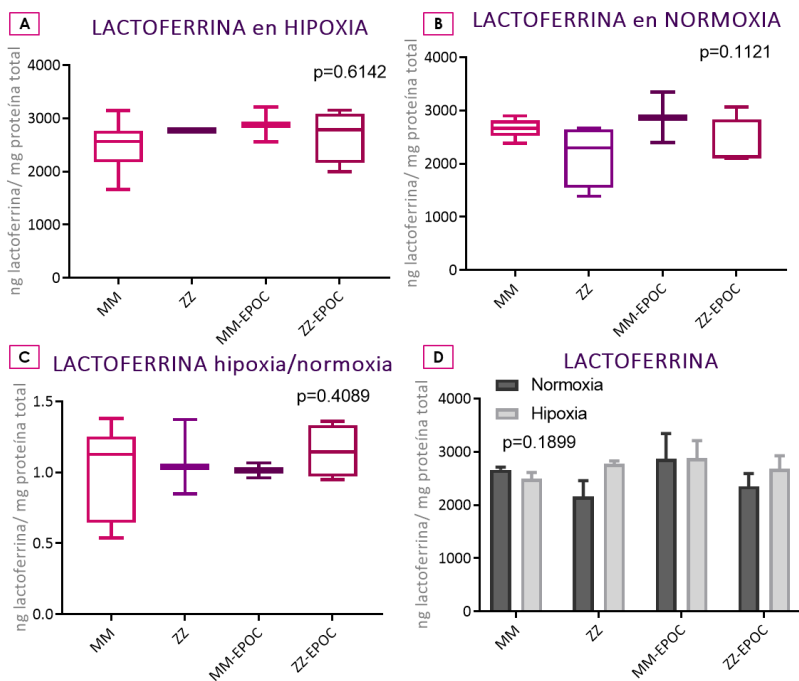 A
LACTOFERRINA en HIPOXIA
p=0.6142
ng lactoferrina/ mg proteína total
4000
3000
2000
1000
0
MM
ZZ
MM-EPOC
ZZ-EPOC
B
LACTOFERRINA en NORMOXIA
p=0.1121
ng lactoferrina/ mg proteína total
4000
3000
2000
1000
0
MM
ZZ
MM-EPOC
ZZ-EPOC
C
LACTOFERRINA hipoxia/normoxia
p=0.4089
ng lactoferrina/ mg proteína total
1.5
1.0
0.5
0.0
MM
ZZ
MM-EPOC
ZZ-EPOC
D
LACTOFERRINA
Normoxia
Hipoxia
p=0.1899
ng lactoferrina/ mg proteína total
4000
3000
2000
1000
0
MM
ZZ
MM-EPOC
ZZ-EPOC